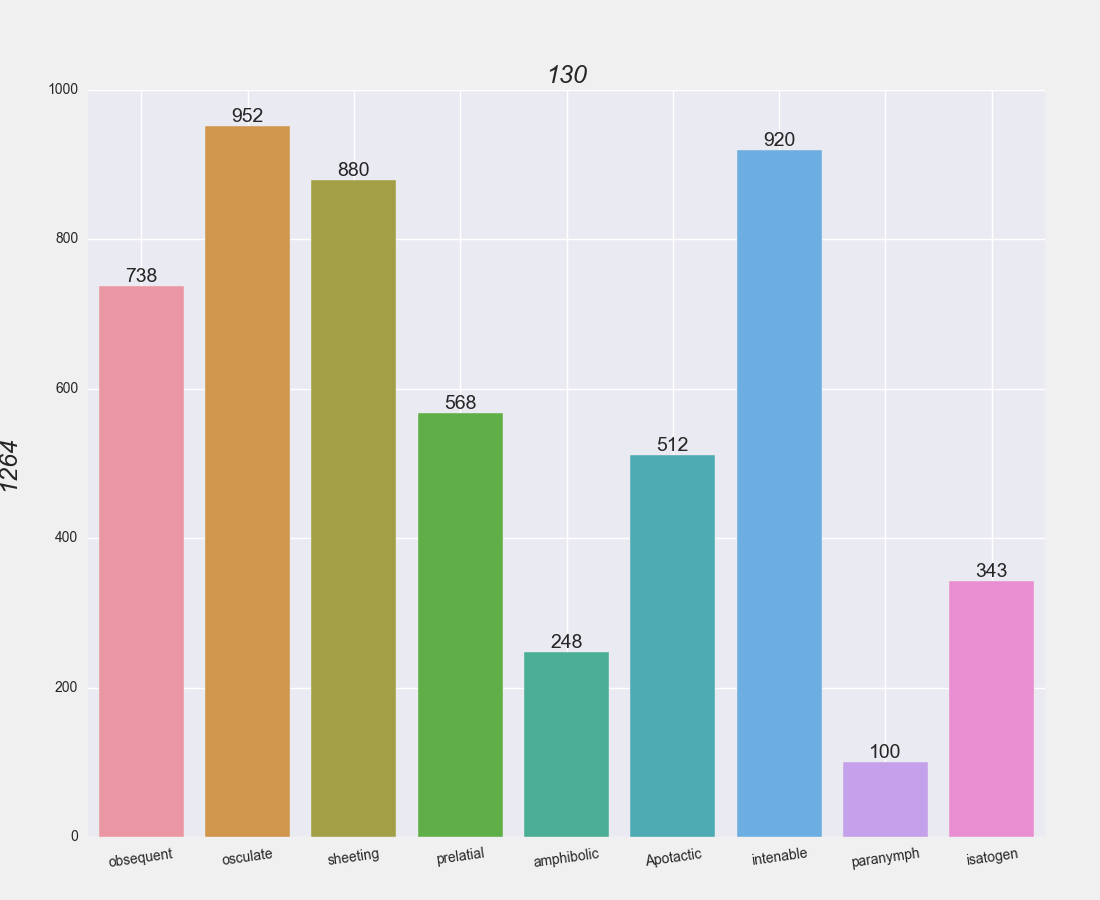 130
1264
1000
800
600
400
200
0
738
952
880
568
248
512
920
100
343
obsequent
osculate
sheeting
prelatial
amphibolic
Apotactic
intenable
paranymph
isatogen